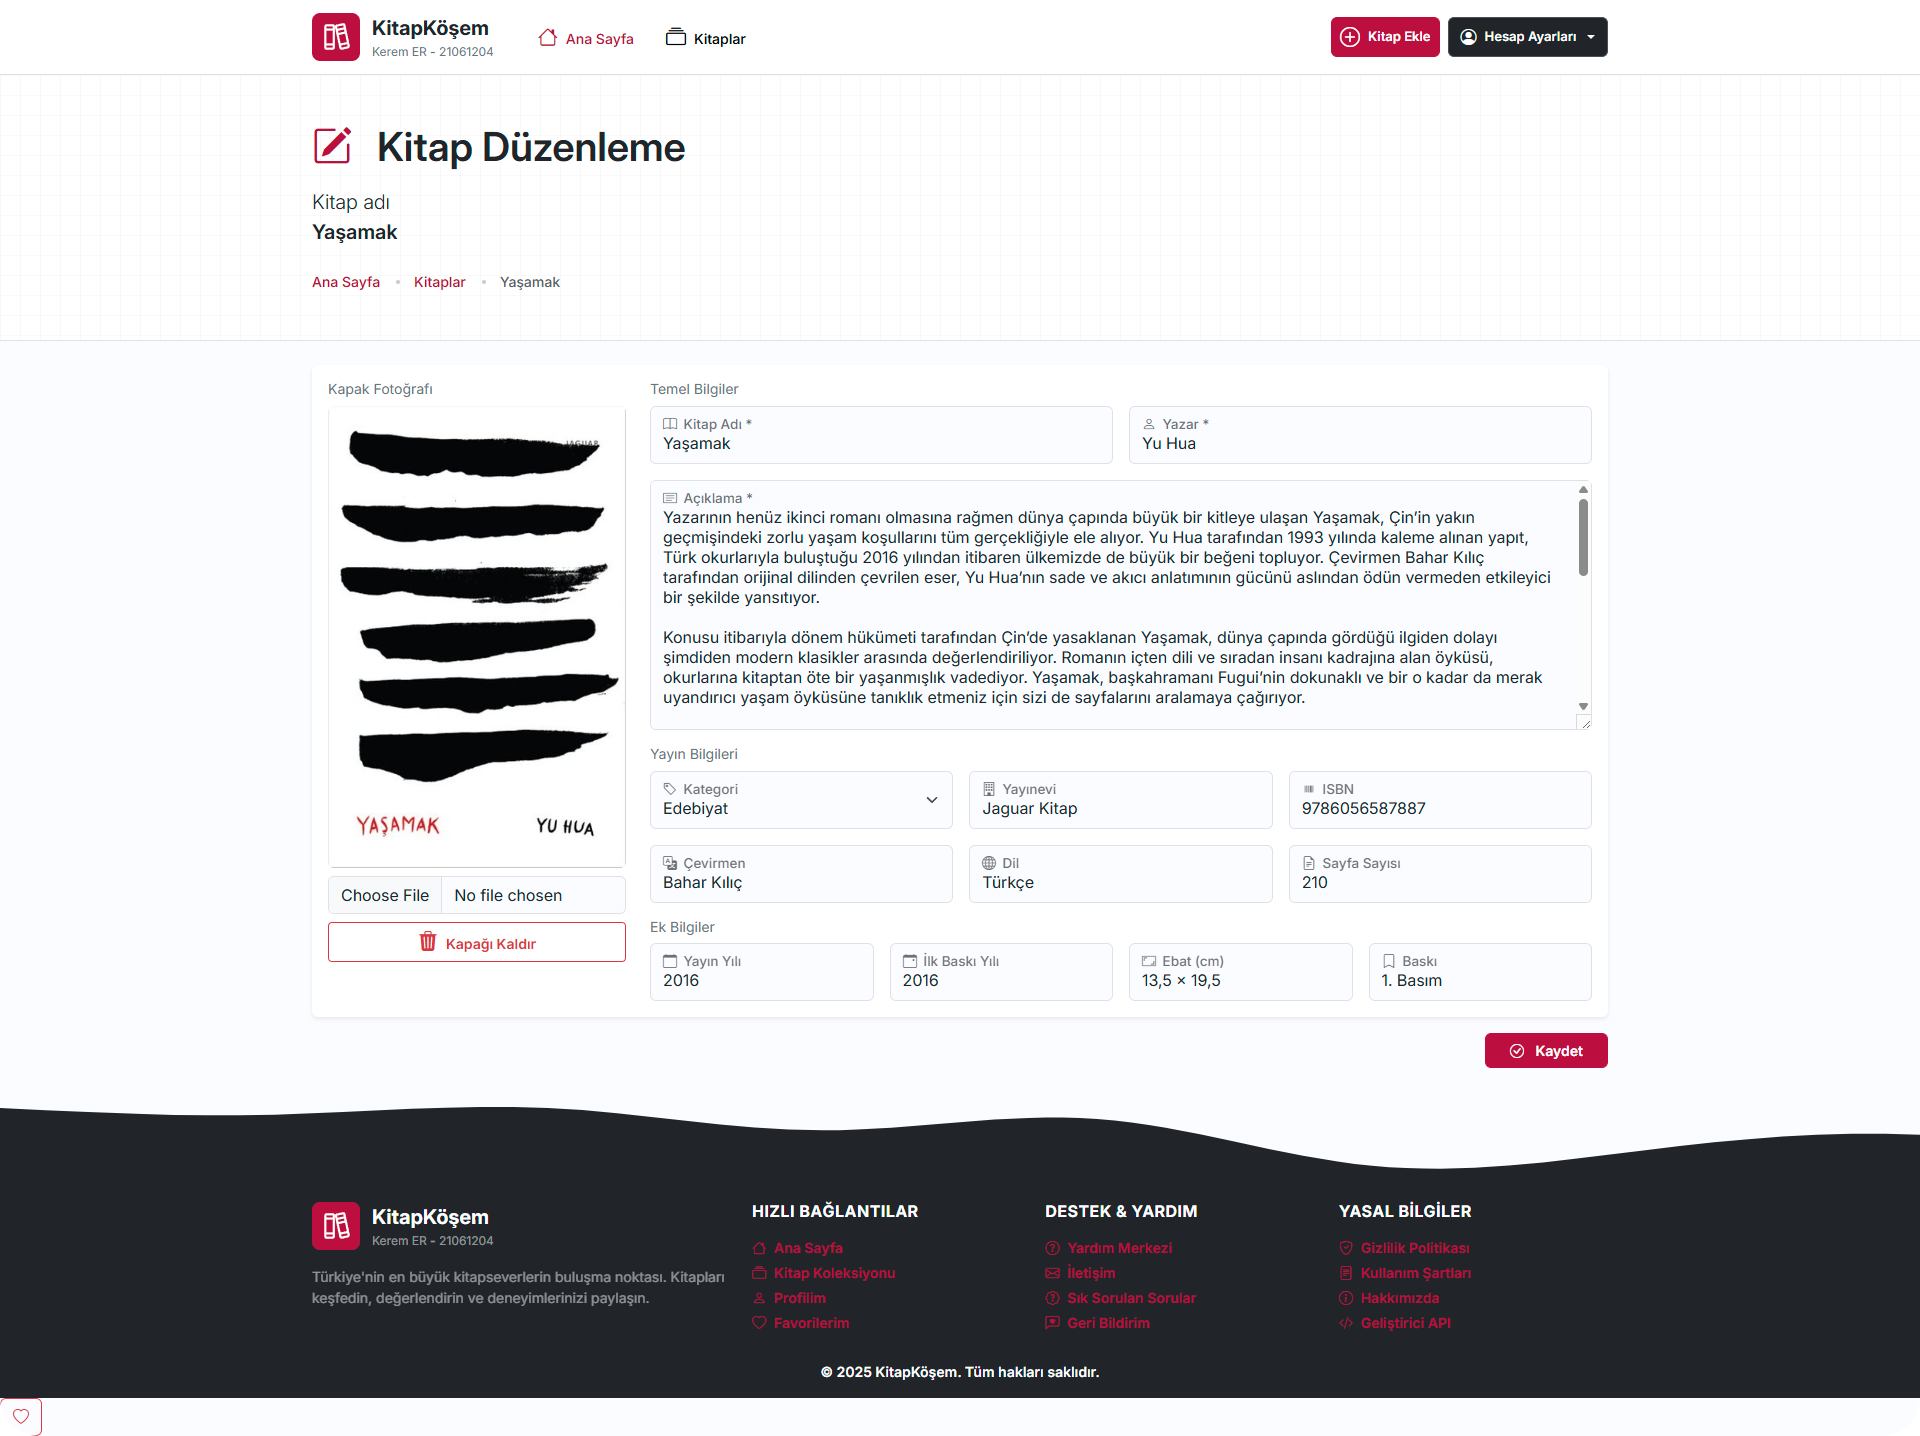 KitapKöşem
Kerem ER - 21061204
Ana Sayfa
Kitaplar
Kitap Ekle
Hesap Ayarları
Kitap Düzenleme
Kitap adı
Yaşamak
Ana Sayfa
Kitaplar
Yaşamak
Kapak Fotoğrafı
JAGUAR
YAŞAMAK
YU HUA
Choose File
No file chosen
Kapağı Kaldır
Temel Bilgiler
Kitap Adı *
Yaşamak
Yazar *
Yu Hua
Açıklama *
Yazarının henüz ikinci romanı olmasına rağmen dünya çapında büyük bir kitleye ulaşan Yaşamak, Çin’in yakın
geçmişindeki zorlu yaşam koşullarını tüm gerçekliğiyle ele alıyor. Yu Hua tarafından 1993 yılında kaleme alınan yapıt,
Türk okurlarıyla buluştuğu 2016 yılından itibaren ülkemizde de büyük bir beğeni topluyor. Çevirmen Bahar Kılıç
tarafından orijinal dilinden çevrilen eser, Yu Hua’nın sade ve akıcı anlatımının gücünü aslından ödün vermeden etkileyici
bir şekilde yansıtıyor.
Konusu itibarıyla dönem hükümeti tarafından Çin’de yasaklanan Yaşamak, dünya çapında gördüğü ilgiden dolayı
şimdiden modern klasikler arasında değerlendiriliyor. Romanın içten dili ve sıradan insanı kadrajına alan öyküsü,
okurlarına kitaptan öte bir yaşanmışlık vadediyor. Yaşamak, başkahramanı Fugui’nin dokunaklı ve bir o kadar da merak
uyandırıcı yaşam öyküsüne tanıklık etmeniz için sizi de sayfalarını aralamaya çağırıyor.
Yayın Bilgileri
Kategori
Edebiyat
Yayınevi
Jaguar Kitap
ISBN
9786056587887
Çevirmen
Bahar Kılıç
Dil
Türkçe
Sayfa Sayısı
210
Ek Bilgiler
Yayın Yılı
2016
İlk Baskı Yılı
2016
Ebat (cm)
13,5 × 19,5
Baskı
1. Basım
Kaydet
KitapKöşem
Kerem ER - 21061204
Türkiye'nin en büyük kitapseverlerin buluşma noktası. Kitapları
keşfedin, değerlendirin ve deneyimlerinizi paylaşın.
HIZLI BAĞLANTILAR
Ana Sayfa
Kitap Koleksiyonu
Profilim
Favorilerim
DESTEK & YARDIM
Yardım Merkezi
İletişim
Sık Sorulan Sorular
Geri Bildirim
YASAL BİLGİLER
Gizlilik Politikası
Kullanım Şartları
Hakkımızda
Geliştirici API
© 2025 KitapKöşem. Tüm hakları saklıdır.